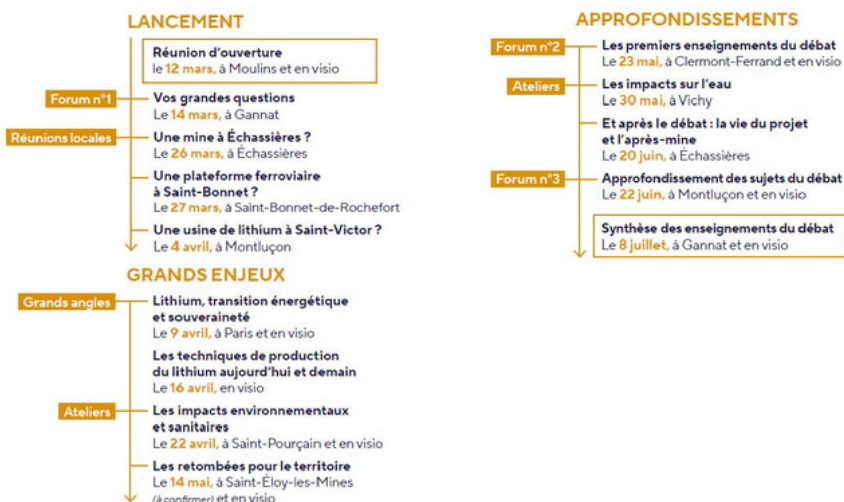 LANCEMENT
Réunion d'ouverture
le 12 mars, à Moulins et en visio
Forum n°1
Vos grandes questions
Le 14 mars, à Gannat
Réunions locales
Une mine à Échassières ?
Le 26 mars, à Échassières
Une plateforme ferroviaire
à Saint-Bonnet ?
Le 27 mars, à Saint-Bonnet-de-Rochefort
Une usine de lithium à Saint-Victor ?
Le 4 avril, à Montluçon
GRANDS ENJEUX
Grands angles
Lithium, transition énergétique
et souveraineté
Le 9 avril, à Paris et en visio
Les techniques de production
du lithium aujourd'hui et demain
Le 16 avril, en visio
Ateliers
Les impacts environnementaux
et sanitaires
Le 22 avril, à Saint-Pourçain et en visio
Les retombées pour le territoire
Le 14 mai, à Saint-Éloy-les-Mines
(à confirmer) et en visio
APPROFONDISSEMENTS
Forum n°2
Les premiers enseignements du débat
Le 23 mai, à Clermont-Ferrand et en visio
Ateliers
Les impacts sur l'eau
Le 30 mai, à Vichy
Et après le débat : la vie du projet
et l'après-mine
Le 20 juin, à Échassières
Forum n°3
Approfondissement des sujets du débat
Le 22 juin, à Montluçon et en visio
Synthèse des enseignements du débat
Le 8 juillet, à Gannat et en visio